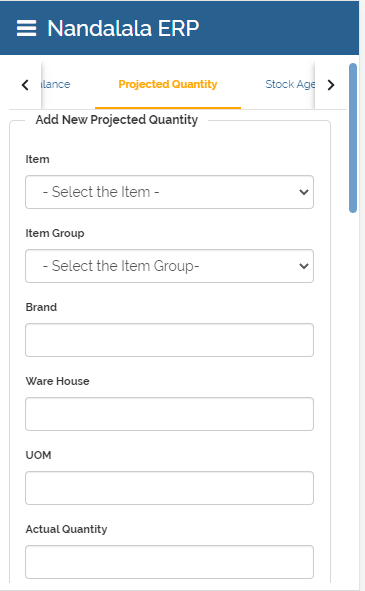 Nandalala ERP
lance Projected Quantity Stock Age
Add New Projected Quantity
Item
- Select the Item -
Item Group
- Select the Item Group-
Brand
Ware House
UOM
Actual Quantity